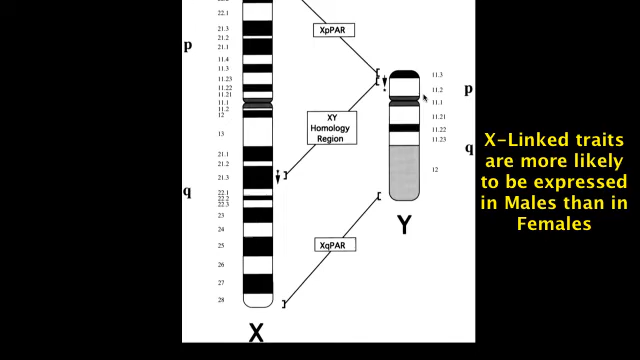 22.1
21.3
21.2
21.1
11.4
11.3
11.23
11.22
11.21
11.1
11.2
12
13
21.1
21.2
21.3
22.1
22.2
22.3
23
24
25
26
27
28
p
q
X
XpPAR
XY
Homology
Region
XqPAR
11.3
11.2
11.1
11.21
11.22
11.23
12
p
q
Y
X-Linked traits
are more likely
to be expressed
in Males than in
Females